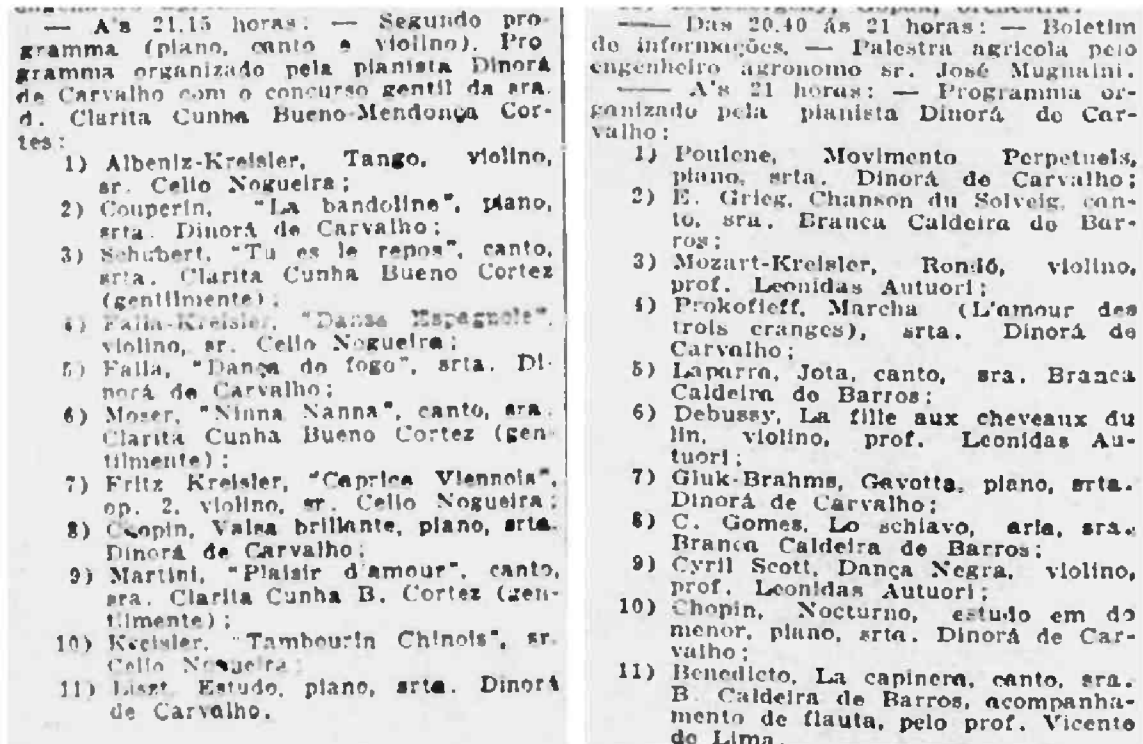 — A's 21,15 horas: — Segundo pro-
gramma (piano, canto e violino). Pro
gramma organizado pela pianista Dinorá
de Carvalho com o concurso gentil da sra.
d. Clarita Cunha Bueno-Mendonça Cor-
tes:
1) Albeniz-Kreisler, Tango, violino,
sr. Celio Nogueira;
2) Couperin, "La bandoline", piano,
srta. Dinorá de Carvalho;
3) Schubert, "Tu es le repos", canto,
srta. Clarita Cunha Bueno Cortez
(gentilmente);
4) Falla-Kreisler, "Danse Espagnole",
violino, sr. Celio Nogueira;
5) Falla, "Dança do fogo", srta. Di-
norá de Carvalho;
6) Moser, "Ninna Nanna", canto, sra.
Clarita Cunha Bueno Cortez (gen-
tilmente);
7) Fritz Kreisler, "Caprice Viennois",
op. 2, violino, sr. Celio Nogueira;
8) Chopin, Valsa brillante, piano, srta.
Dinorá de Carvalho;
9) Martini, "Plaisir d'amour", canto,
sra. Clarita Cunha B. Cortez (gen-
tilmente);
10) Kreisler, "Tambourin Chinois", sr.
Celio Nogueira;
11) Liszt, Estudo, piano, srta. Dinorá
de Carvalho.
— Das 20.40 ás 21 horas: — Boletim
de informações. — Palestra agricola pelo
engenheiro agronomo sr. José Mugnaini.
— A's 21 horas: — Programma or-
ganizado pela pianista Dinorá de Car-
valho:
1) Poulenc, Movimento Perpetuels,
piano, srta. Dinorá de Carvalho;
2) E. Grieg, Chanson du Solveig, can-
to, sra. Branca Caldeira de Bar-
ros;
3) Mozart-Kreisler, Rondó, violino,
prof. Leonidas Autuori;
4) Prokofieff, Marcha (L'amour des
trois cranges), srta. Dinorá de
Carvalho;
5) Laparra, Jota, canto, sra. Branca
Caldeira de Barros;
6) Debussy, La fille aux cheveaux du
lin, violino, prof. Leonidas Au-
tuori;
7) Gluk-Brahms, Gavotta, piano, srta.
Dinorá de Carvalho;
8) C. Gomes, Lo schiavo, aria, sra.
Branca Caldeira de Barros;
9) Cyril Scott, Dança Negra, violino,
prof. Leonidas Autuori;
10) Chopin, Nocturno, estudo em do
menor, piano, srta. Dinorá de Car-
valho;
11) Benedicto, La capinera, canto, sra.
B. Caldeira de Barros, acompanha-
mento de flauta, pelo prof. Vicente
de Lima.